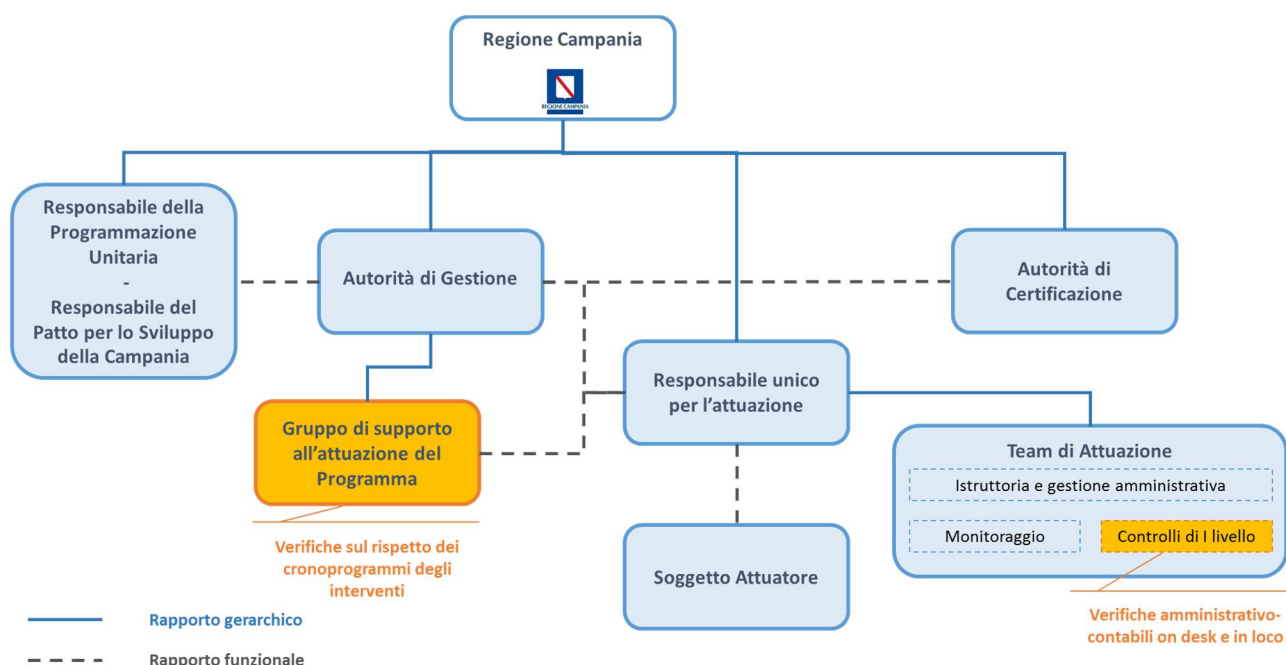 Regione Campania
REGIONE CAMPANIA
Responsabile della
Programmazione
Unitaria
-
Responsabile del
Patto per lo Sviluppo
della Campania
Autorità di Gestione
Autorità di
Certificazione
Responsabile unico
per l'attuazione
Gruppo di supporto
all'attuazione del
Programma
Team di Attuazione
Istruttoria e gestione amministrativa
Monitoraggio
Controlli di I livello
Verifiche sul rispetto dei
cronoprogrammi degli
interventi
Soggetto Attuatore
Verifiche amministrativo-
contabili on desk e in loco
Rapporto gerarchico
Rapporto funzionale